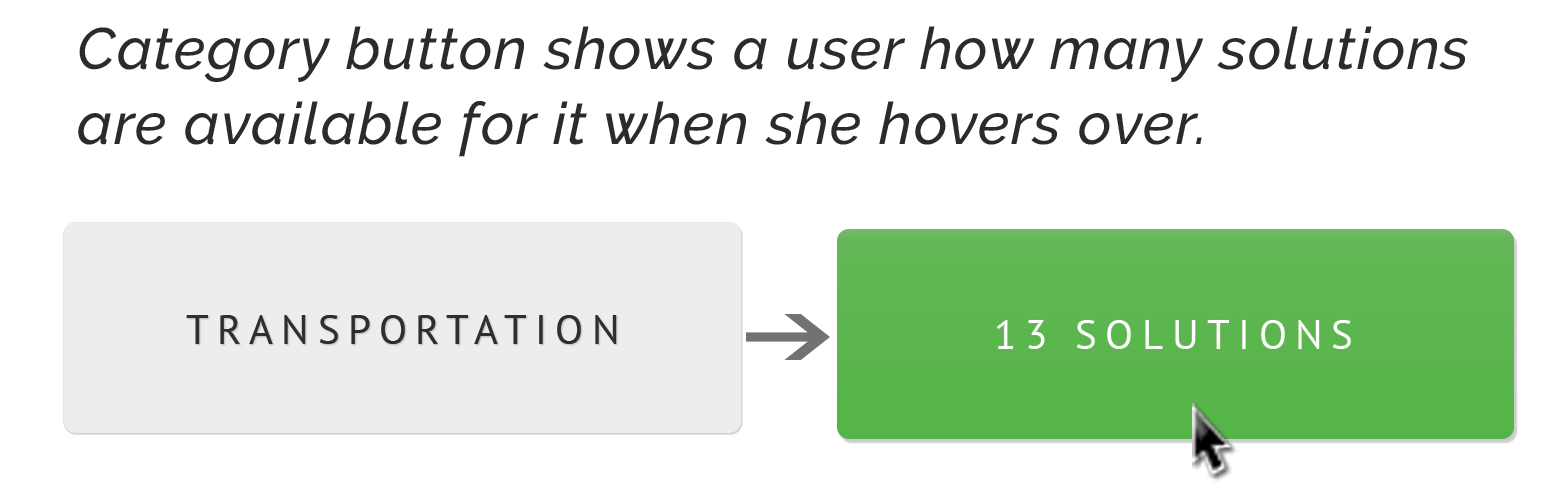 Category button shows a user how many solutions
are available for it when she hovers over.
TRANSPORTATION
13 SOLUTIONS